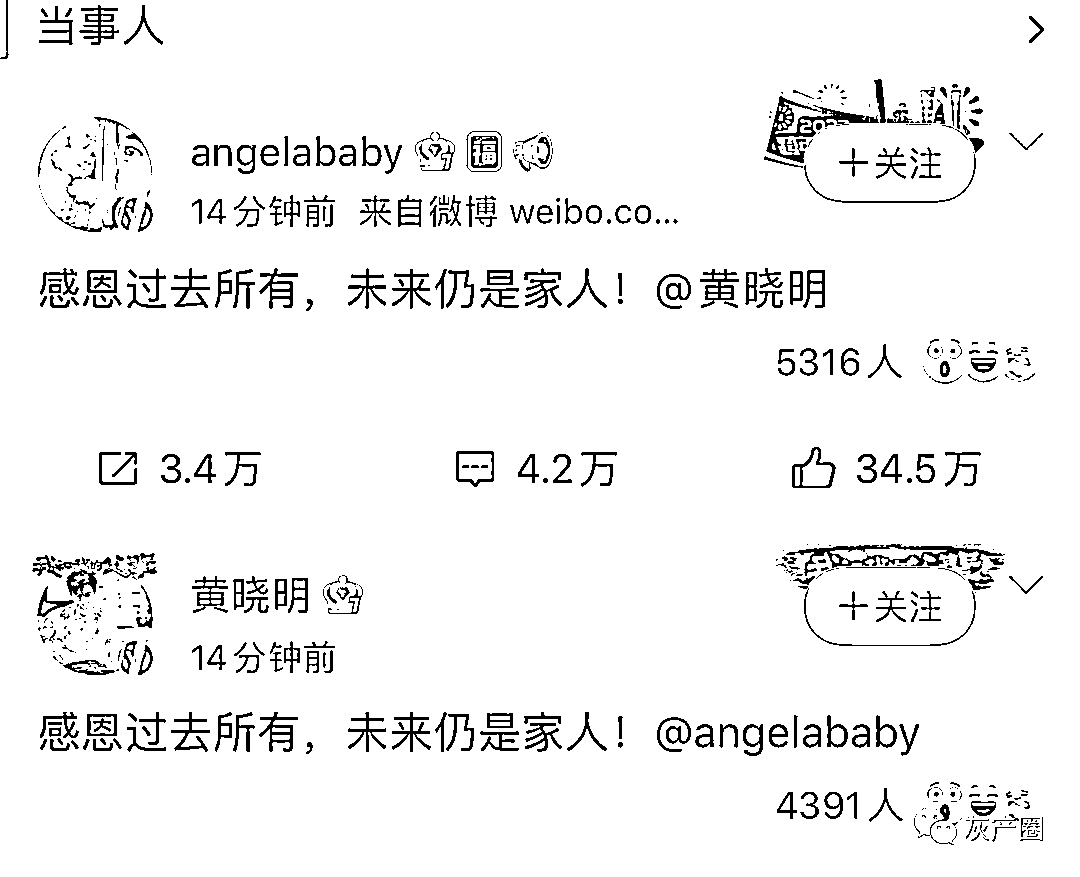 当事人
angelababy 福
14分钟前 来自微博 weibo.co...
2022
+关注
感恩过去所有，未来仍是家人！@黄晓明
5316人
3.4万 4.2万 34.5万
黄晓明
14分钟前
+关注
感恩过去所有，未来仍是家人！@angelababy
4391人
灰产圈